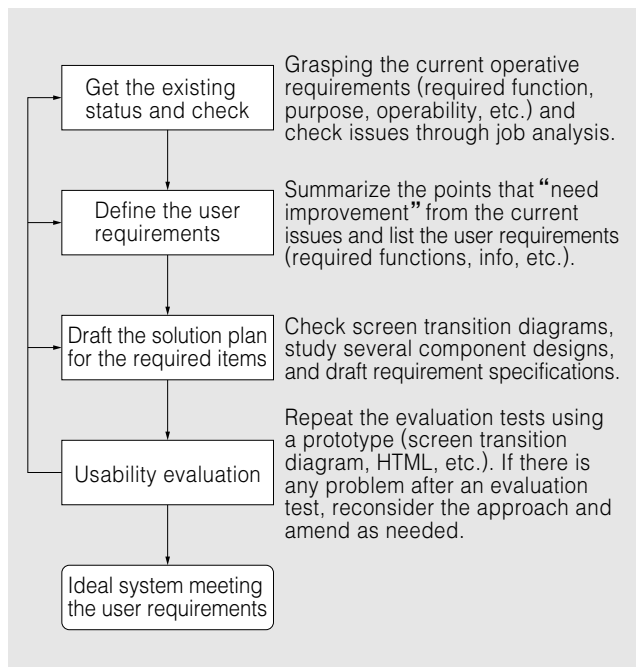 Get the existing
status and check
Grasping the current operative
requirements (required function,
purpose, operability, etc.) and
check issues through job analysis.
Define the user
requirements
Summarize the points that “need
improvement” from the current
issues and list the user requirements
(required functions, info, etc.).
Draft the solution plan
for the required items
Check screen transition diagrams,
study several component designs,
and draft requirement specifications.
Usability evaluation
Repeat the evaluation tests using
a prototype (screen transition
diagram, HTML, etc.). If there is
any problem after an evaluation
test, reconsider the approach and
amend as needed.
Ideal system meeting
the user requirements